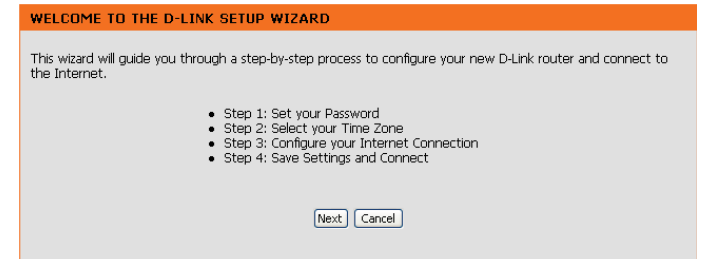 WELCOME TO THE D-LINK SETUP WIZARD
This wizard will guide you through a step-by-step process to configure your new D-Link router and connect to
the Internet.
• Step 1: Set your Password
• Step 2: Select your Time Zone
• Step 3: Configure your Internet Connection
• Step 4: Save Settings and Connect
Next Cancel